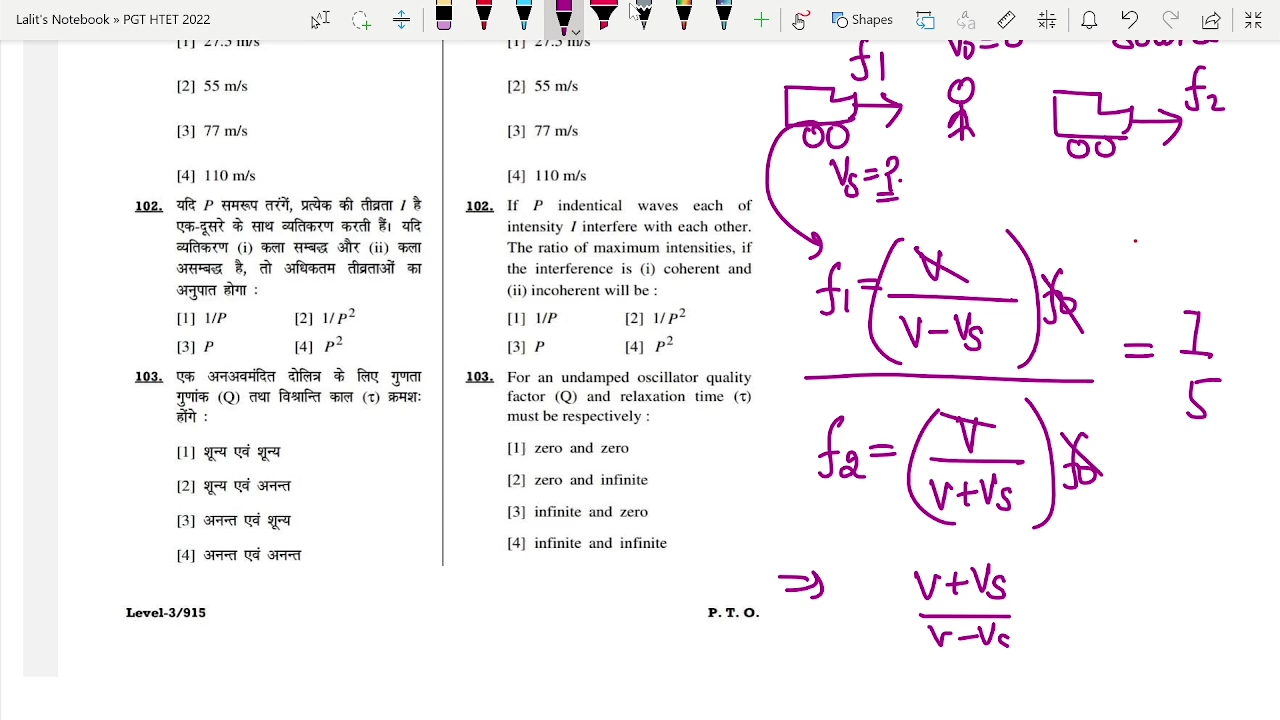 Lalit's Notebook » PGT HTET 2022
Shapes
[1] 27.5 m/s
[2] 55 m/s
[3] 77 m/s
[4] 110 m/s
102. यदि P समरूप तरंगें, प्रत्येक की तीव्रता I है
एक-दूसरे के साथ व्यतिकरण करती हैं। यदि
व्यतिकरण (i) कला सम्बद्ध और (ii) कला
असम्बद्ध है, तो अधिकतम तीव्रताओं का
अनुपात होगा :
[1] 1/P [2] 1/P²
[3] P [4] P²
103. एक अनअवमंदित दोलित्र के लिए गुणता
गुणांक (Q) तथा विश्रान्ति काल (τ) क्रमशः
होंगे :
[1] शून्य एवं शून्य
[2] शून्य एवं अनन्त
[3] अनन्त एवं शून्य
[4] अनन्त एवं अनन्त
Level-3/915
[1] 27.5 m/s
[2] 55 m/s
[3] 77 m/s
[4] 110 m/s
102. If P indentical waves each of
intensity I interfere with each other.
The ratio of maximum intensities, if
the interference is (i) coherent and
(ii) incoherent will be :
[1] 1/P [2] 1/P²
[3] P [4] P²
103. For an undamped oscillator quality
factor (Q) and relaxation time (τ)
must be respectively :
[1] zero and zero
[2] zero and infinite
[3] infinite and zero
[4] infinite and infinite
P. T. O.
f1
f2
Vs = ?
f1 = (V / V - Vs) f0
= 1/5
f2 = (V / V + Vs) f0
⇒ V + Vs
V - Vs